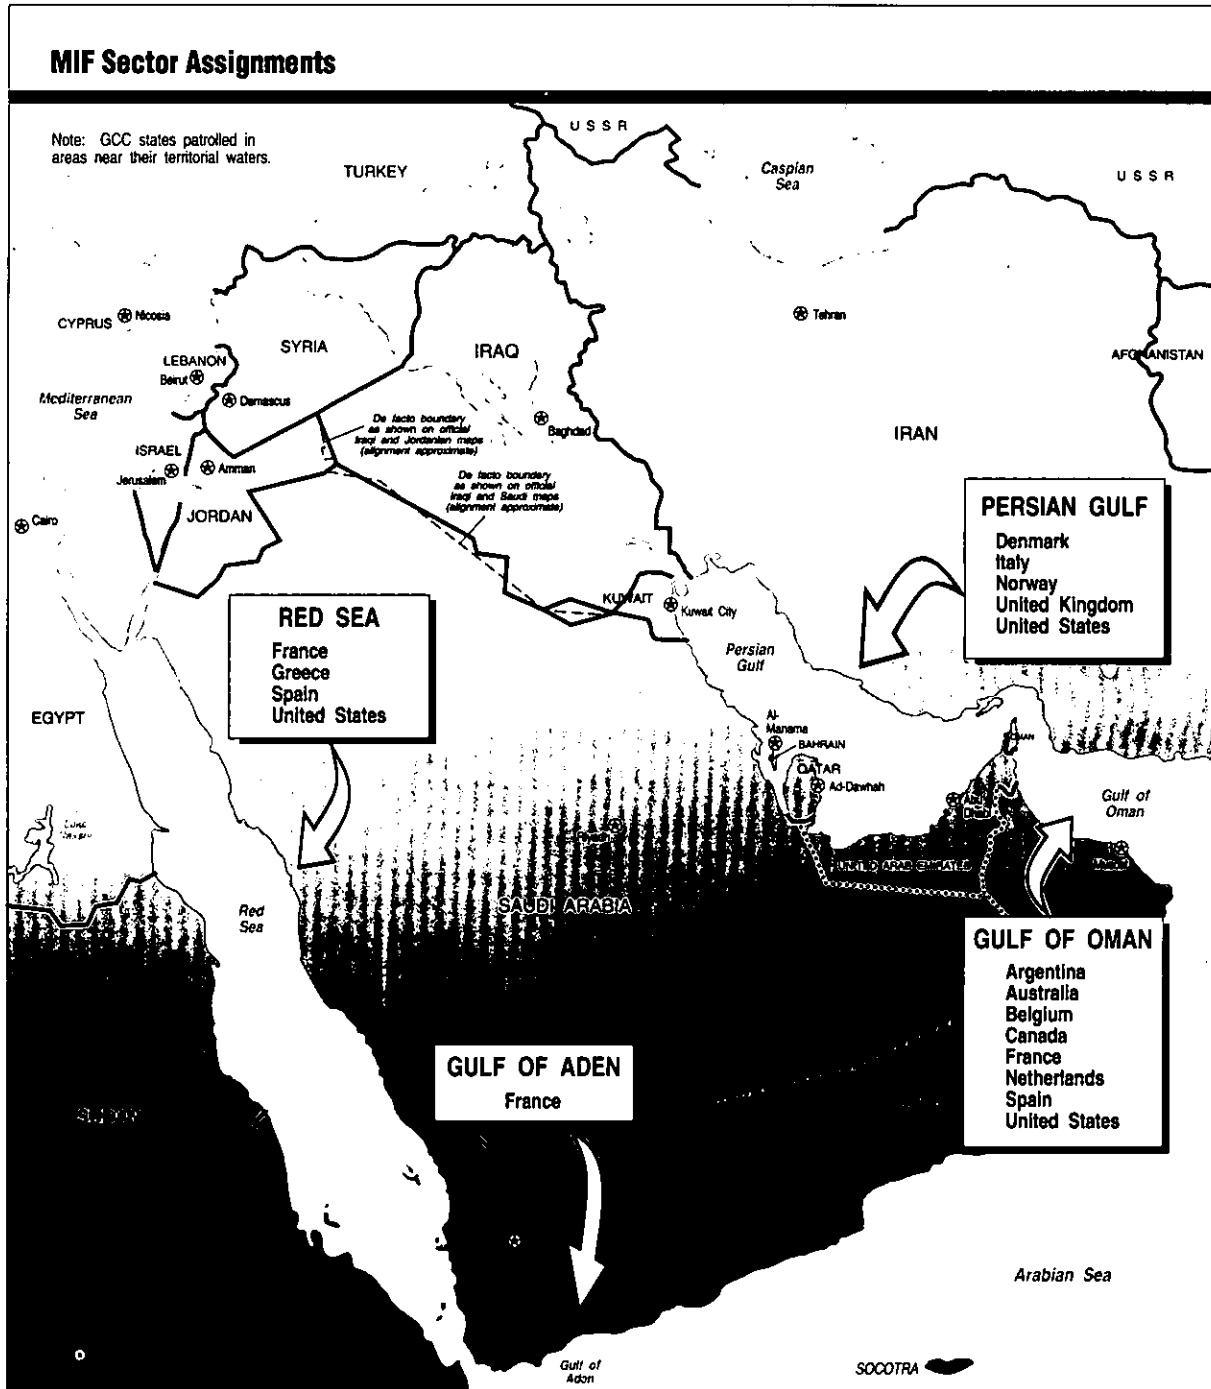 MIF Sector Assignments
Note: GCC states patrolled in
areas near their territorial waters.
U S S R
TURKEY
Caspian
Sea
U S S R
CYPRUS
Nicosia
Tehran
SYRIA
IRAQ
LEBANON
Beirut
AFGHANISTAN
Mediterranean
Sea
Damascus
De facto boundary
as shown on official
Iraqi and Jordanian maps
(alignment approximate)
Baghdad
IRAN
ISRAEL
Jerusalem
Amman
De facto boundary
as shown on official
Iraqi and Saudi maps
(alignment approximate)
JORDAN
Cairo
PERSIAN GULF
Denmark
Italy
Norway
United Kingdom
United States
KUWAIT
Kuwait City
RED SEA
France
Greece
Spain
United States
Persian
Gulf
EGYPT
Al-
Manama
BAHRAIN
OMAN
QATAR
Ad-Dawhah
Abu
Gulf of
Oman
UNITED ARAB EMIRATES
SAUDI ARABIA
Red
Sea
GULF OF OMAN
Argentina
Australia
Belgium
Canada
France
Netherlands
Spain
United States
GULF OF ADEN
France
Arabian Sea
Gulf of
Aden
SOCOTRA